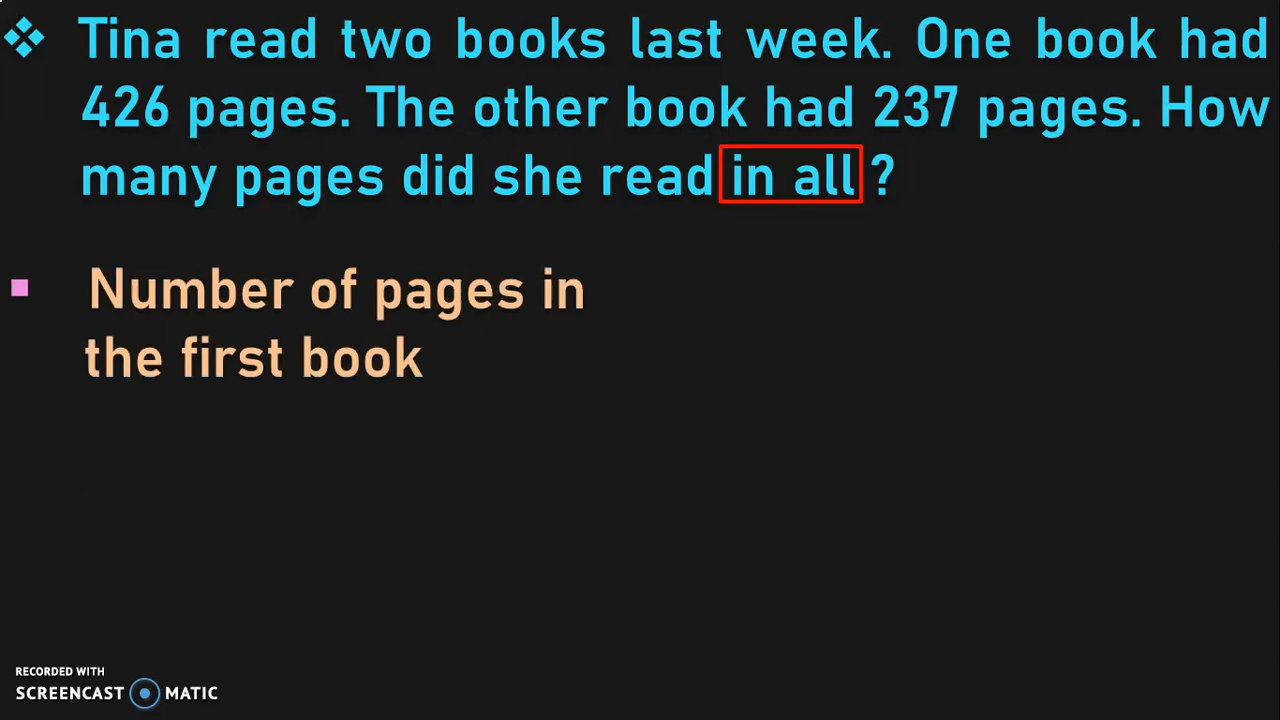 Tina read two books last week. One book had
426 pages. The other book had 237 pages. How
many pages did she read in all ?
Number of pages in
the first book
RECORDED WITH
SCREENCAST MATIC